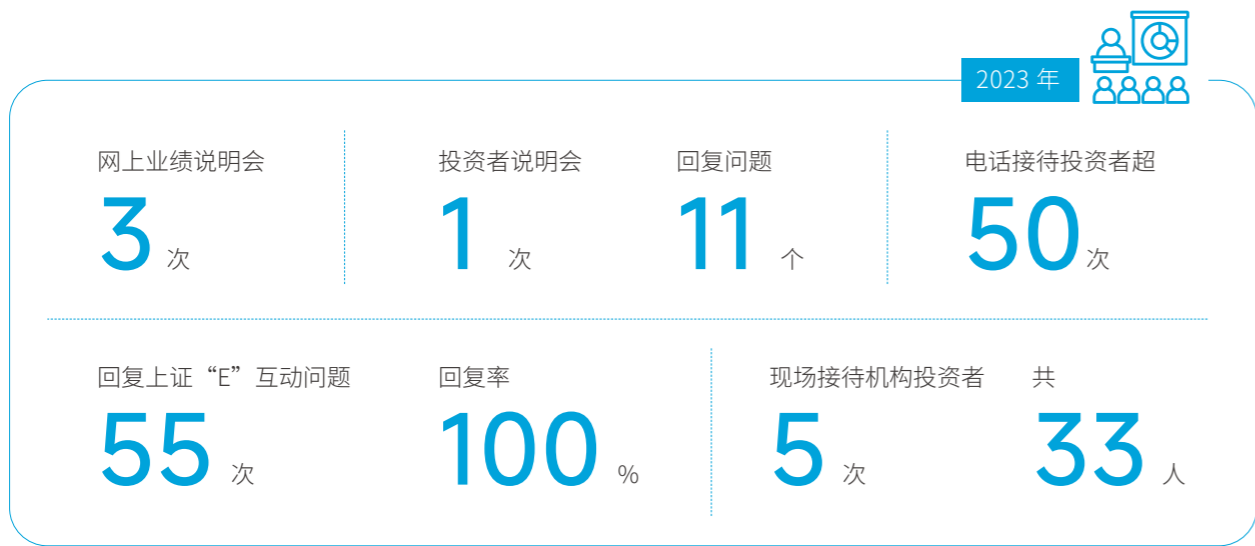 2023 年
网上业绩说明会
3 次
投资者说明会
1 次
回复问题
11 个
电话接待投资者超
50 次
回复上证“E”互动问题
55 次
回复率
100 %
现场接待机构投资者
5 次
共
33 人